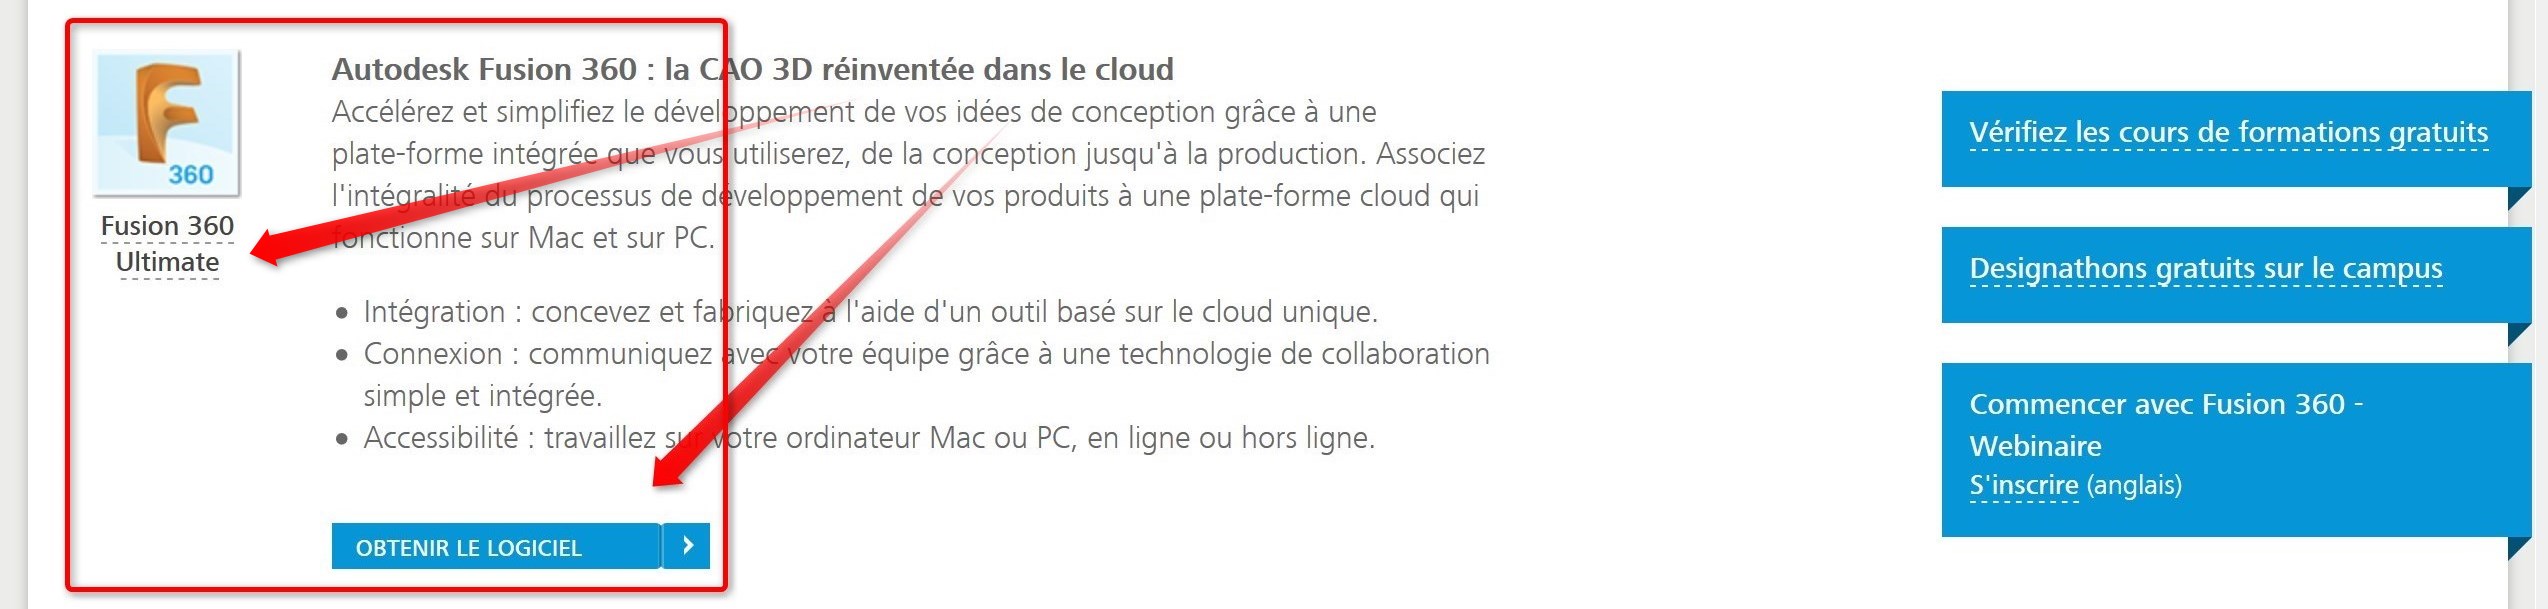 360
Fusion 360
Ultimate
Autodesk Fusion 360 : la CAO 3D réinventée dans le cloud
Accélérez et simplifiez le développement de vos idées de conception grâce à une
plate-forme intégrée que vous utiliserez, de la conception jusqu'à la production. Associez
l'intégralité du processus de développement de vos produits à une plate-forme cloud qui
fonctionne sur Mac et sur PC.
• Intégration : concevez et fabriquez à l'aide d'un outil basé sur le cloud unique.
• Connexion : communiquez avec votre équipe grâce à une technologie de collaboration
simple et intégrée.
• Accessibilité : travaillez sur votre ordinateur Mac ou PC, en ligne ou hors ligne.
OBTENIR LE LOGICIEL
Vérifiez les cours de formations gratuits
Designathons gratuits sur le campus
Commencer avec Fusion 360 -
Webinaire
S'inscrire (anglais)